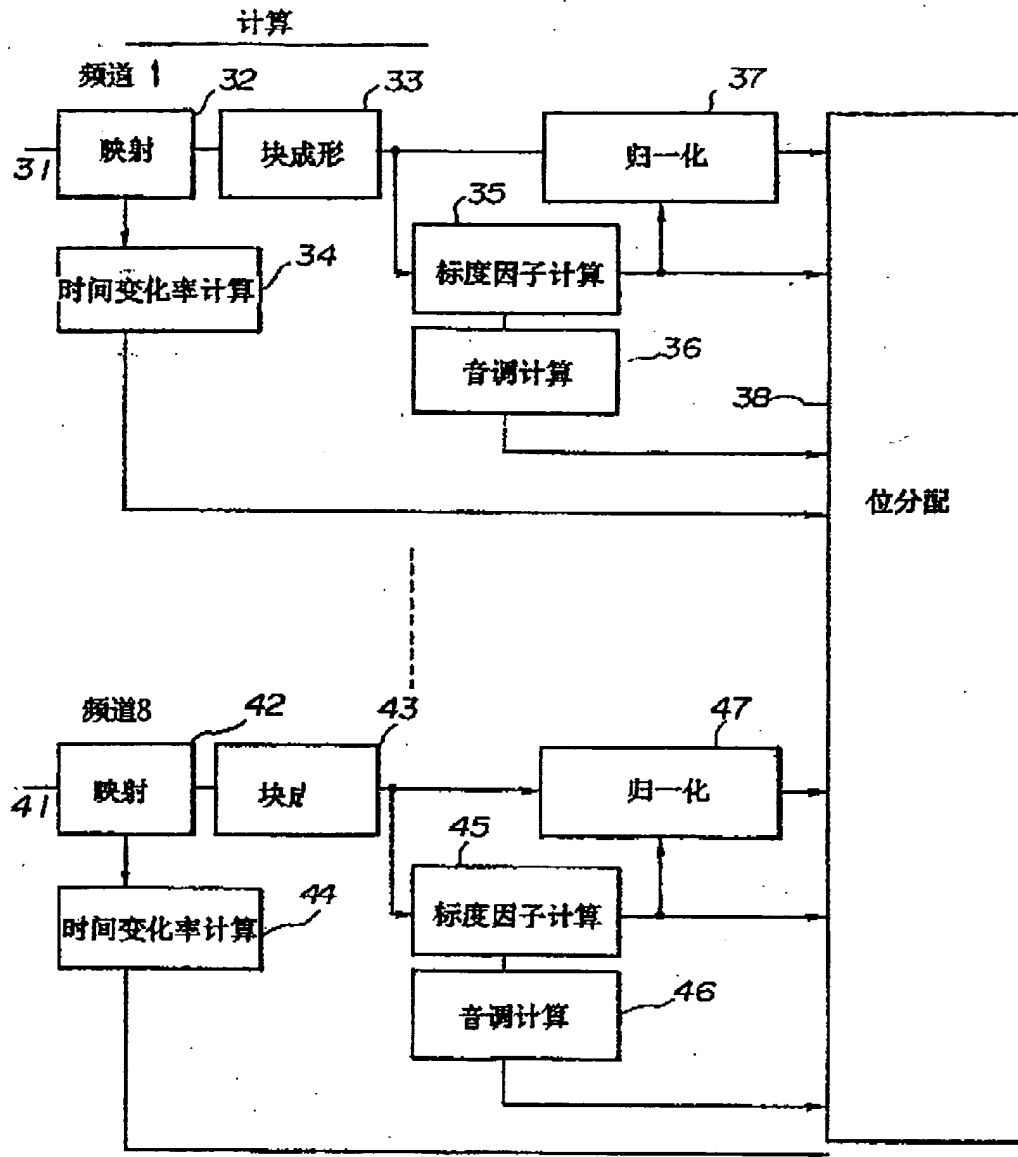 计算
频道 1
32
33
37
31
映射
块成形
归一化
35
34
时间变化率计算
标度因子计算
36
音调计算
38
位分配
频道8
42
43
47
41
映射
块
归一化
45
44
时间变化率计算
标度因子计算
46
音调计算